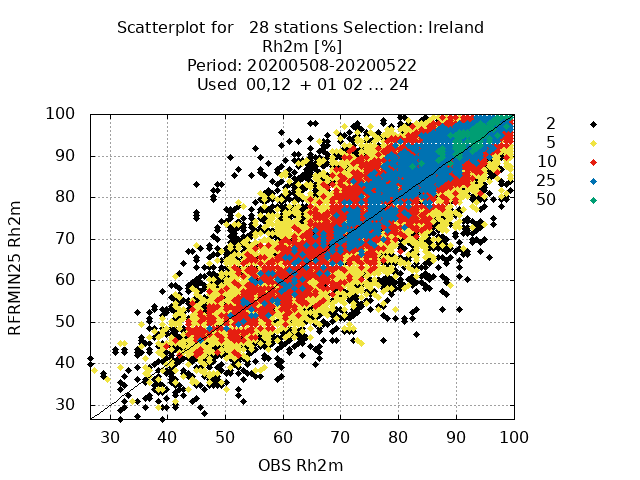 Scatterplot for   28 stations Selection: Ireland
Rh2m [%]
Period: 20200508-20200522
Used  00,12  + 01 02 ... 24
RFRMIN25 Rh2m
100
90
80
70
60
50
40
30
30 40 50 60 70 80 90 100
OBS Rh2m
2
5
10
25
50